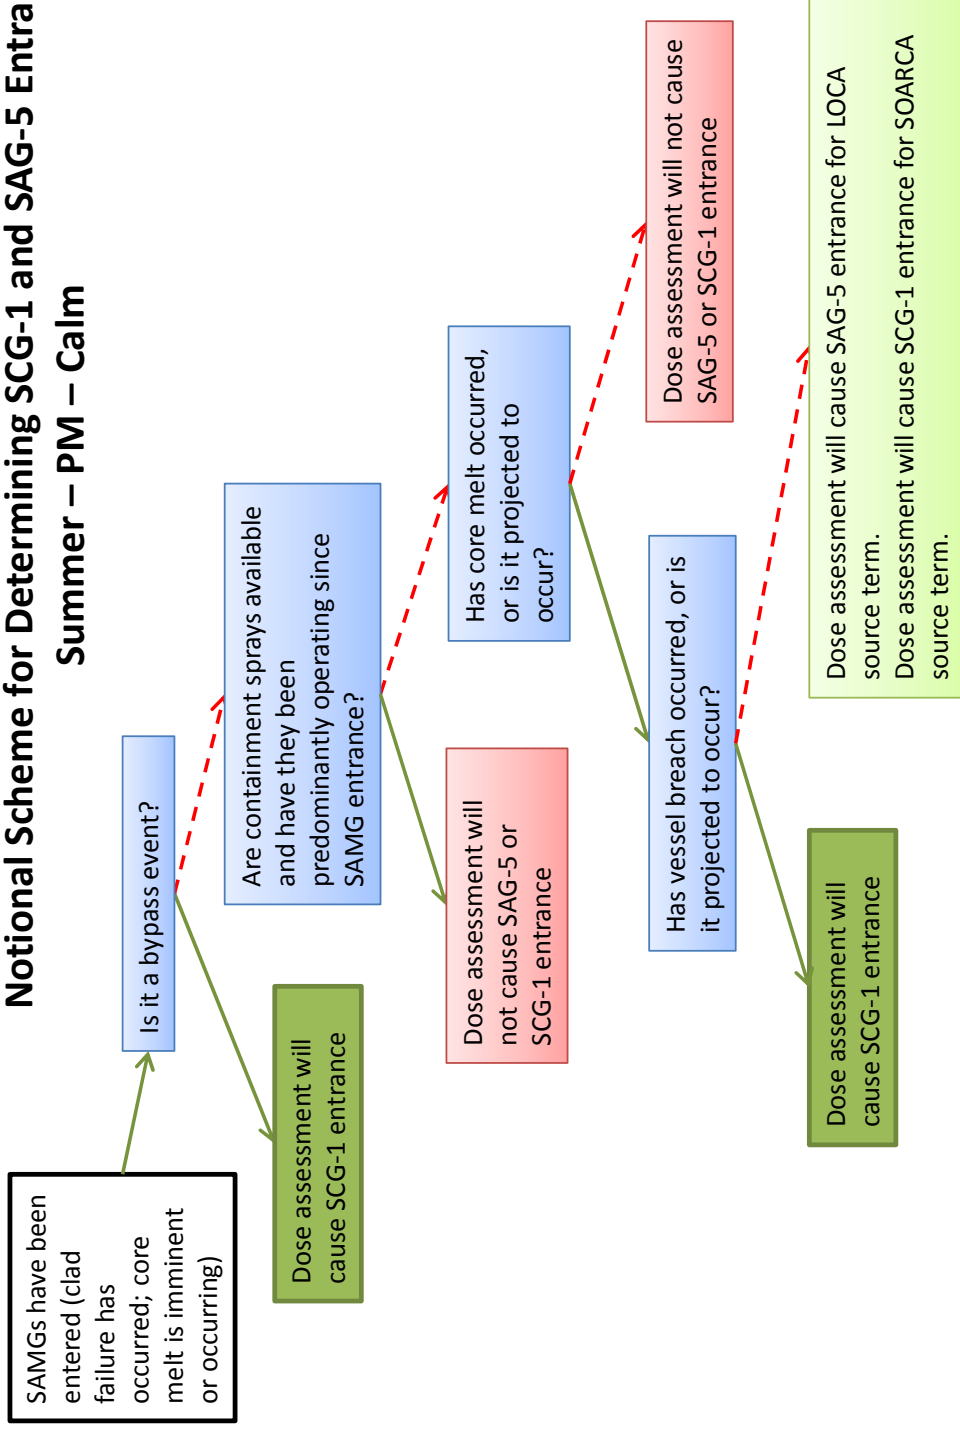 Notional Scheme for Determining SCG-1 and SAG-5 Entra
Summer – PM – Calm
SAMGs have been
entered (clad
failure has
occurred; core
melt is imminent
or occurring)
Is it a bypass event?
Dose assessment will
cause SCG-1 entrance
Are containment sprays available
and have they been
predominantly operating since
SAMG entrance?
Dose assessment will
not cause SAG-5 or
SCG-1 entrance
Has core melt occurred,
or is it projected to
occur?
Has vessel breach occurred, or is
it projected to occur?
Dose assessment will not cause
SAG-5 or SCG-1 entrance
Dose assessment will
cause SCG-1 entrance
Dose assessment will cause SAG-5 entrance for LOCA
source term.
Dose assessment will cause SCG-1 entrance for SOARCA
source term.